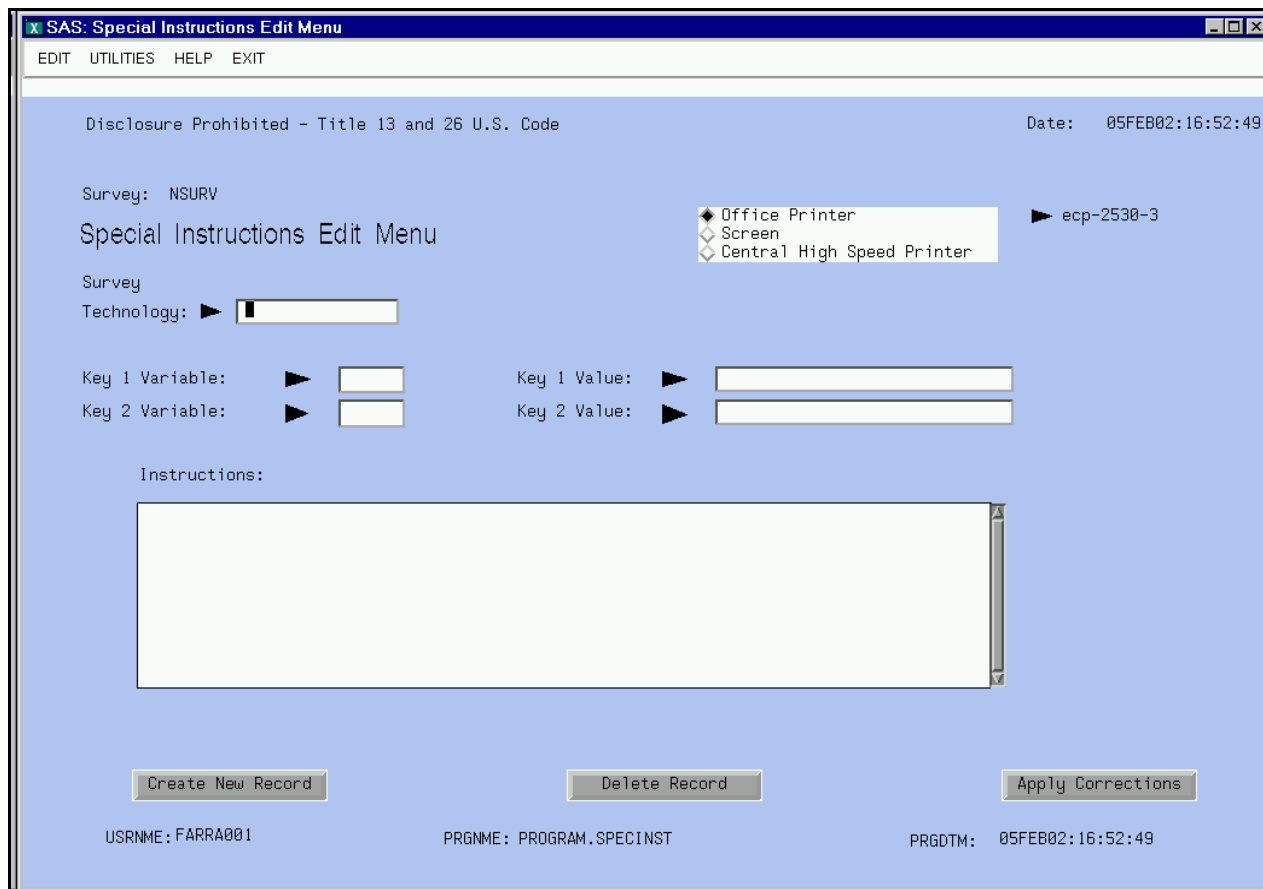 X SAS: Special Instructions Edit Menu
EDIT UTILITIES HELP EXIT
Disclosure Prohibited - Title 13 and 26 U.S. Code Date: 05FEB02:16:52:49
Survey: NSURV
Office Printer ecp-2530-3
Special Instructions Edit Menu
Screen
Central High Speed Printer
Survey
Technology:
Key 1 Variable: Key 1 Value:
Key 2 Variable: Key 2 Value:
Instructions:
Create New Record Delete Record Apply Corrections
USRNME: FARRA001 PRGNME: PROGRAM.SPECINST PRGDTM: 05FEB02:16:52:49